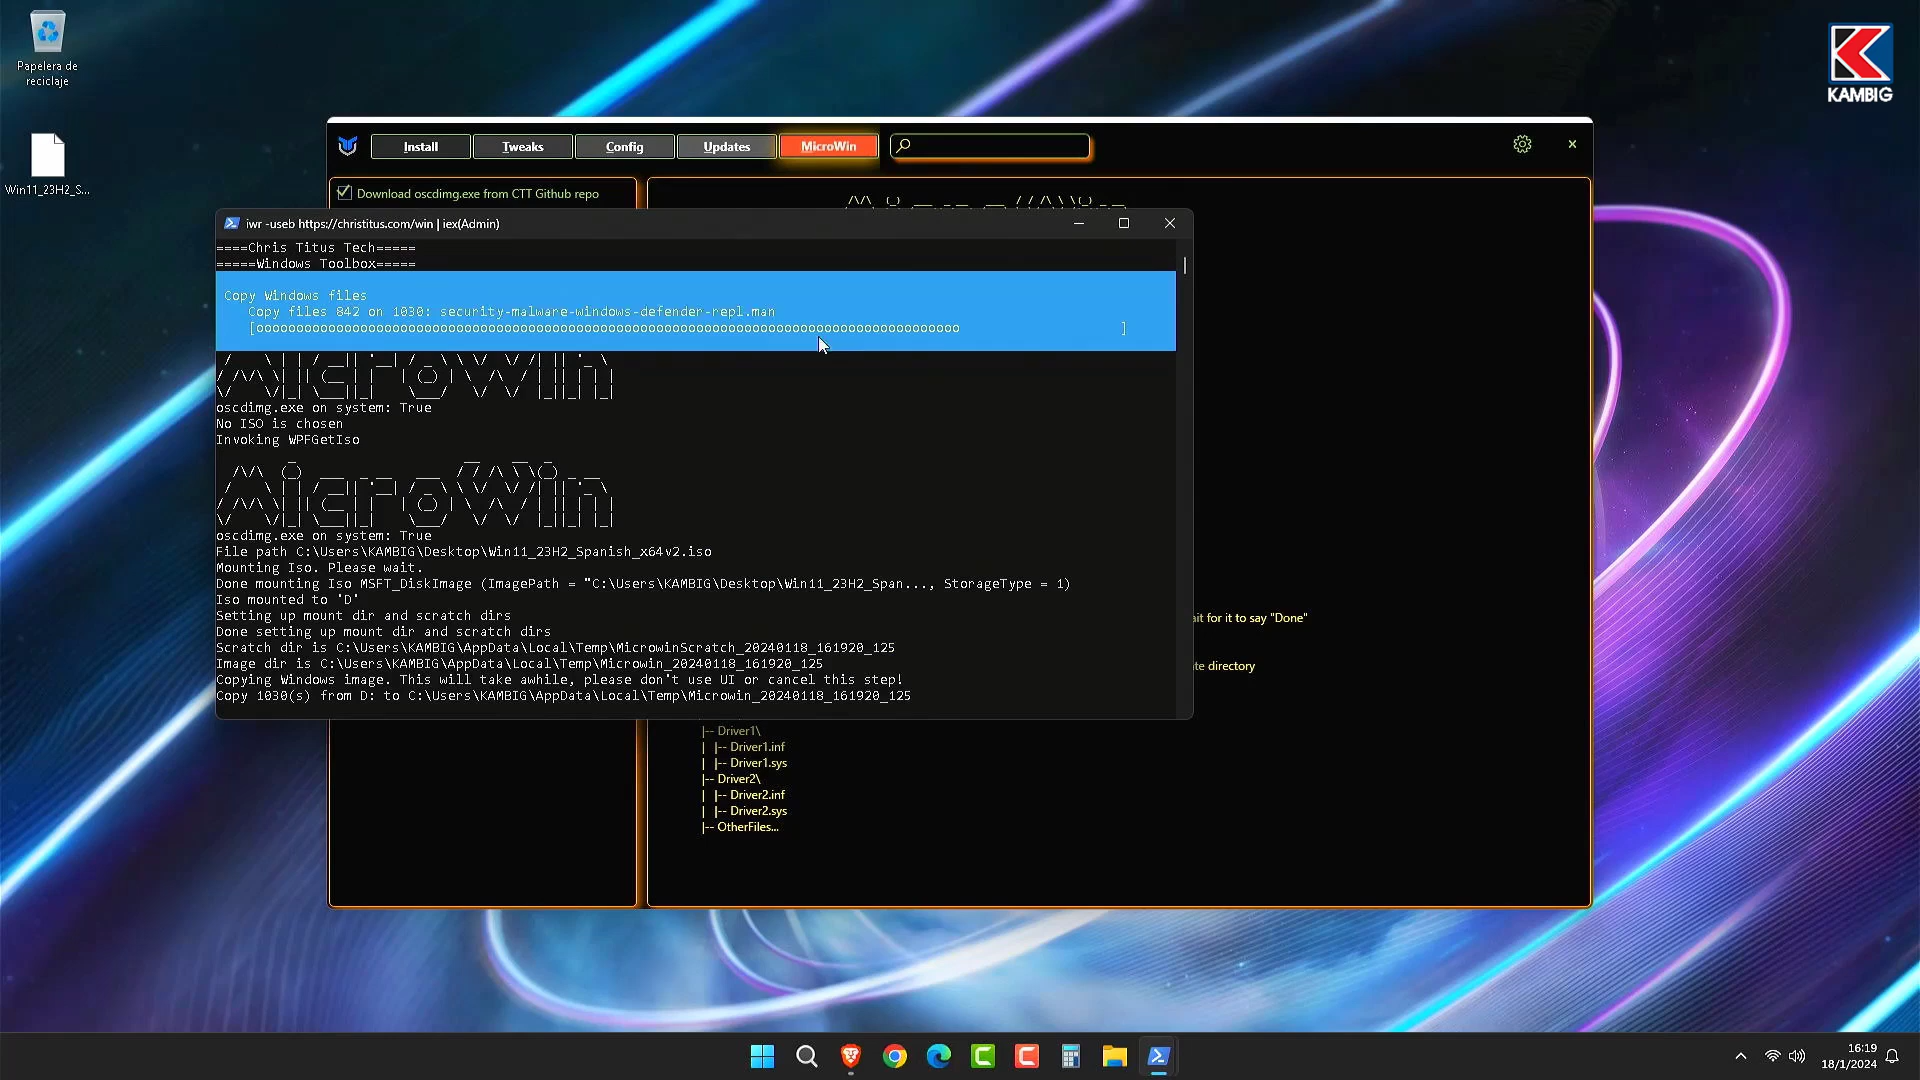 Papelera de
reciclaje
KAMBIG
Install
Tweaks
Config
Updates
MicroWin
Win11_23H2_S...
Download oscdimg.exe from CTT Github repo
iwr -useb https://christitus.com/win | iex(Admin)
====Chris Titus Tech=====
=====Windows Toolbox=====
Copy Windows files
Copy files 842 on 1030: security-malware-windows-defender-repl.man
MicroWin
oscdimg.exe on system: True
No ISO is chosen
Invoking WPFGetIso
MicroWin
oscdimg.exe on system: True
File path C:\Users\KAMBIG\Desktop\Win11_23H2_Spanish_x64v2.iso
Mounting Iso. Please wait.
Done mounting Iso MSFT_DiskImage (ImagePath = "C:\Users\KAMBIG\Desktop\Win11_23H2_Span..., StorageType = 1)
Iso mounted to 'D'
Setting up mount dir and scratch dirs
Done setting up mount dir and scratch dirs
Scratch dir is C:\Users\KAMBIG\AppData\Local\Temp\MicrowinScratch_20240118_161920_125
Image dir is C:\Users\KAMBIG\AppData\Local\Temp\Microwin_20240118_161920_125
Copying Windows image. This will take awhile, please don't use UI or cancel this step!
Copy 1030(s) from D: to C:\Users\KAMBIG\AppData\Local\Temp\Microwin_20240118_161920_125
ait for it to say "Done"
te directory
|-- Driver1\
|   |-- Driver1.inf
|   |-- Driver1.sys
|-- Driver2\
|   |-- Driver2.inf
|   |-- Driver2.sys
|-- OtherFiles...
16:19
18/1/2024